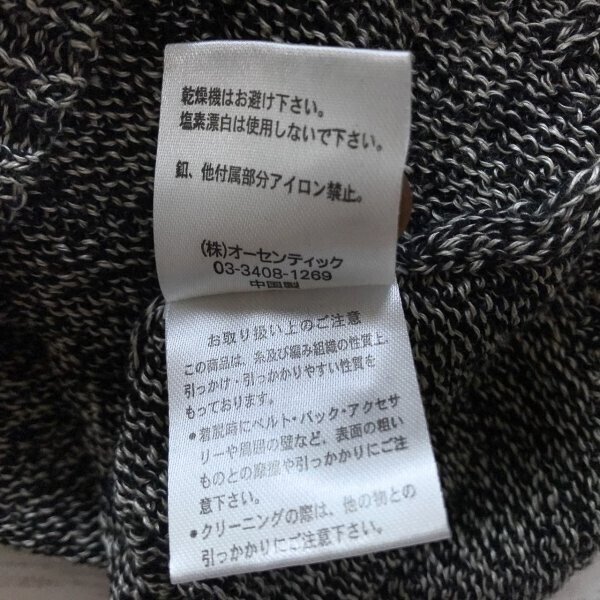 乾燥機はお避け下さい。
塩素漂白は使用しないで下さい。
釦、他付属部分アイロン禁止。
(株)オーセンティック
03-3408-1269
中国製
お取り扱い上のご注意
この商品は、糸及び編み組織の性質上、
引っかけ・引っかかりやすい性質を
もっております。
●着脱時にベルト・バック・アクセサ
リーや周囲の壁など、表面の粗い
ものとの摩擦や引っかかりにご注
意下さい。
●クリーニングの際は、他の物との
引っかかりにご注意下さい。